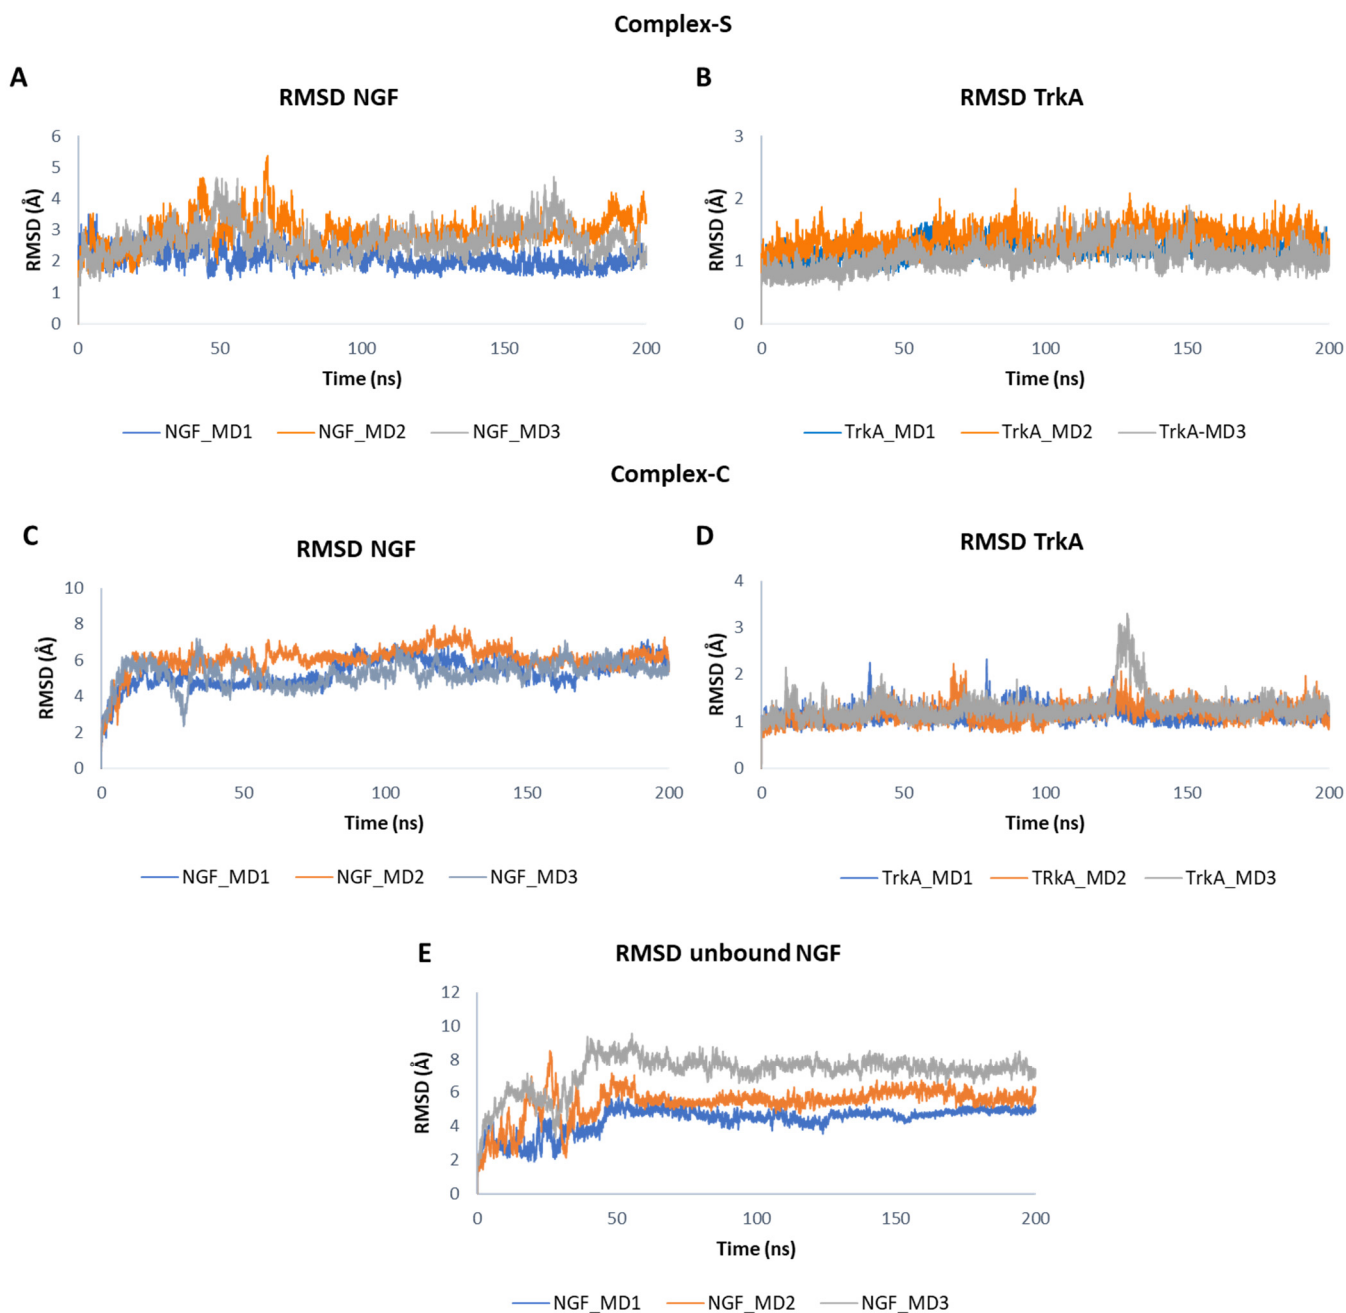 Complex-S
A
RMSD NGF
RMSD (Å)
6
5
4
3
2
1
0
0 50 100 150 200
Time (ns)
NGF_MD1 NGF_MD2 NGF_MD3
B
RMSD TrkA
RMSD (Å)
3
2
1
0
0 50 100 150 200
Time (ns)
TrkA_MD1 TrkA_MD2 TrkA-MD3
Complex-C
C
RMSD NGF
RMSD (Å)
10
8
6
4
2
0
0 50 100 150 200
Time (ns)
NGF_MD1 NGF_MD2 NGF_MD3
D
RMSD TrkA
RMSD (Å)
4
3
2
1
0
0 50 100 150 200
Time (ns)
TrkA_MD1 TRkA_MD2 TrkA_MD3
E
RMSD unbound NGF
RMSD (Å)
12
10
8
6
4
2
0
0 50 100 150 200
Time (ns)
NGF_MD1 NGF_MD2 NGF_MD3